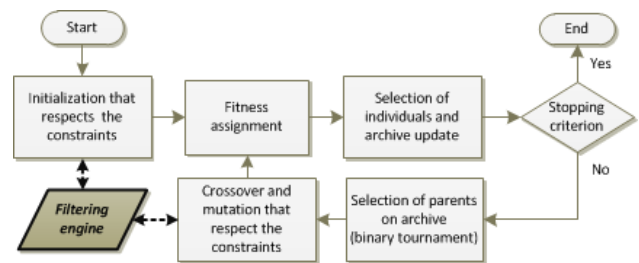 Start
End
Yes
Initialization that
respects the
constraints
Fitness
assignment
Selection of
individuals and
archive update
Stopping
criterion
No
Filtering
engine
Crossover and
mutation that
respect the
constraints
Selection of parents
on archive
(binary tournament)